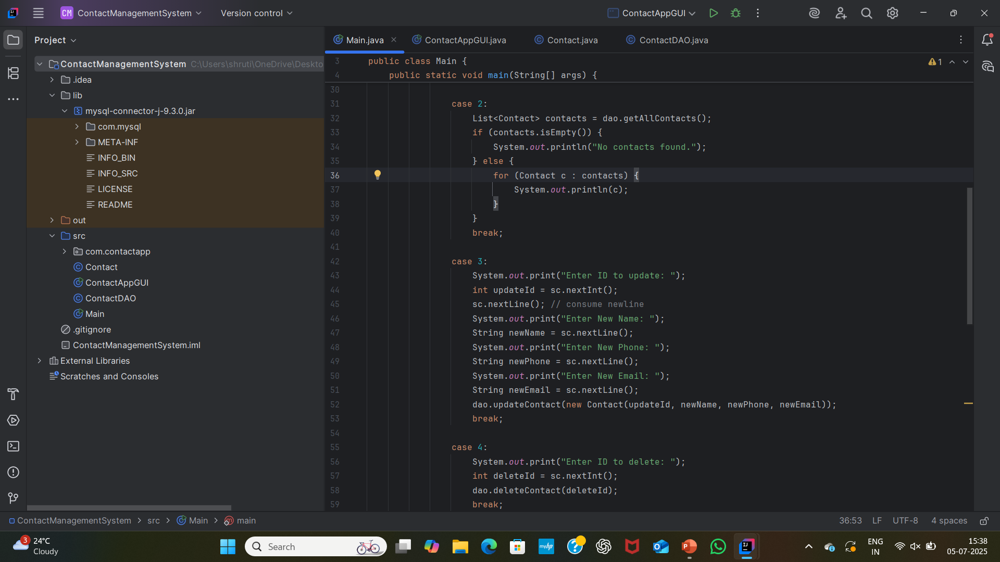 CM ContactManagementSystem Version control ContactAppGUI
Project
Main.java ContactAppGUI.java Contact.java ContactDAO.java
ContactManagementSystem C:\Users\shruti\OneDrive\Deskto
.idea
lib
mysql-connector-j-9.3.0.jar
com.mysql
META-INF
INFO_BIN
INFO_SRC
LICENSE
README
out
src
com.contactapp
Contact
ContactAppGUI
ContactDAO
Main
.gitignore
ContactManagementSystem.iml
External Libraries
Scratches and Consoles
3 public class Main {
1
4 public static void main(String[] args) {
30
31 case 2:
32 List<Contact> contacts = dao.getAllContacts();
33 if (contacts.isEmpty()) {
34 System.out.println("No contacts found.");
35 } else {
36 for (Contact c : contacts) {
37 System.out.println(c);
38 }
39 }
40 break;
41
42 case 3:
43 System.out.print("Enter ID to update: ");
44 int updateId = sc.nextInt();
45 sc.nextLine(); // consume newline
46 System.out.print("Enter New Name: ");
47 String newName = sc.nextLine();
48 System.out.print("Enter New Phone: ");
49 String newPhone = sc.nextLine();
50 System.out.print("Enter New Email: ");
51 String newEmail = sc.nextLine();
52 dao.updateContact(new Contact(updateId, newName, newPhone, newEmail));
53 break;
54
55 case 4:
56 System.out.print("Enter ID to delete: ");
57 int deleteId = sc.nextInt();
58 dao.deleteContact(deleteId);
59 break;
ContactManagementSystem > src > Main > main
36:53 LF UTF-8 4 spaces
3
24°C
Cloudy
Search
myhp
ENG
IN
15:38
05-07-2025